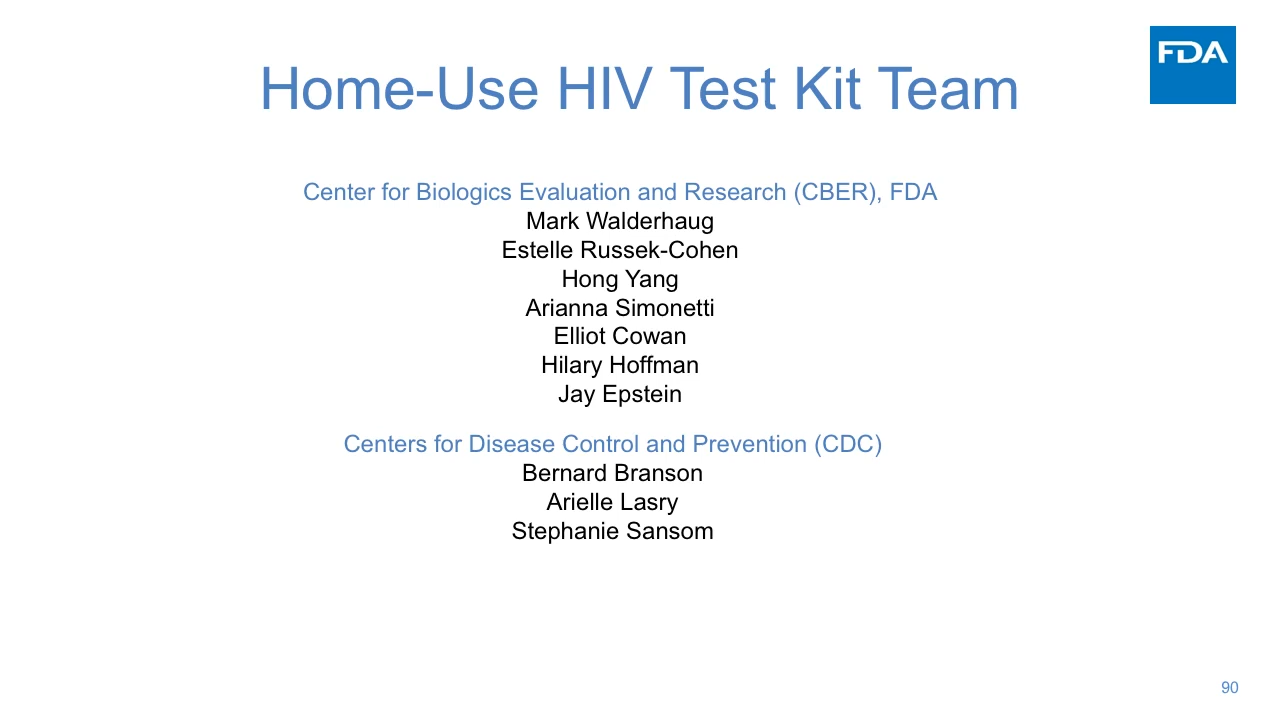 FDA
Home-Use HIV Test Kit Team
Center for Biologics Evaluation and Research (CBER), FDA
Mark Walderhaug
Estelle Russek-Cohen
Hong Yang
Arianna Simonetti
Elliot Cowan
Hilary Hoffman
Jay Epstein
Centers for Disease Control and Prevention (CDC)
Bernard Branson
Arielle Lasry
Stephanie Sansom
90